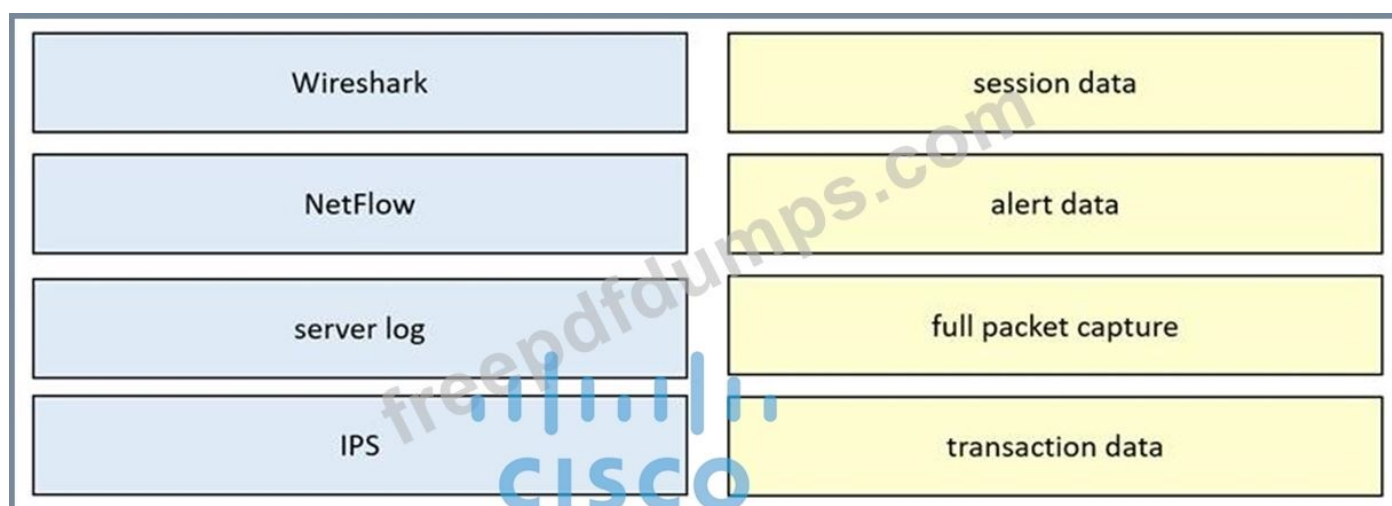 Wireshark
session data
NetFlow
alert data
server log
full packet capture
IPS
transaction data
freepdfdumps.com
CISCO